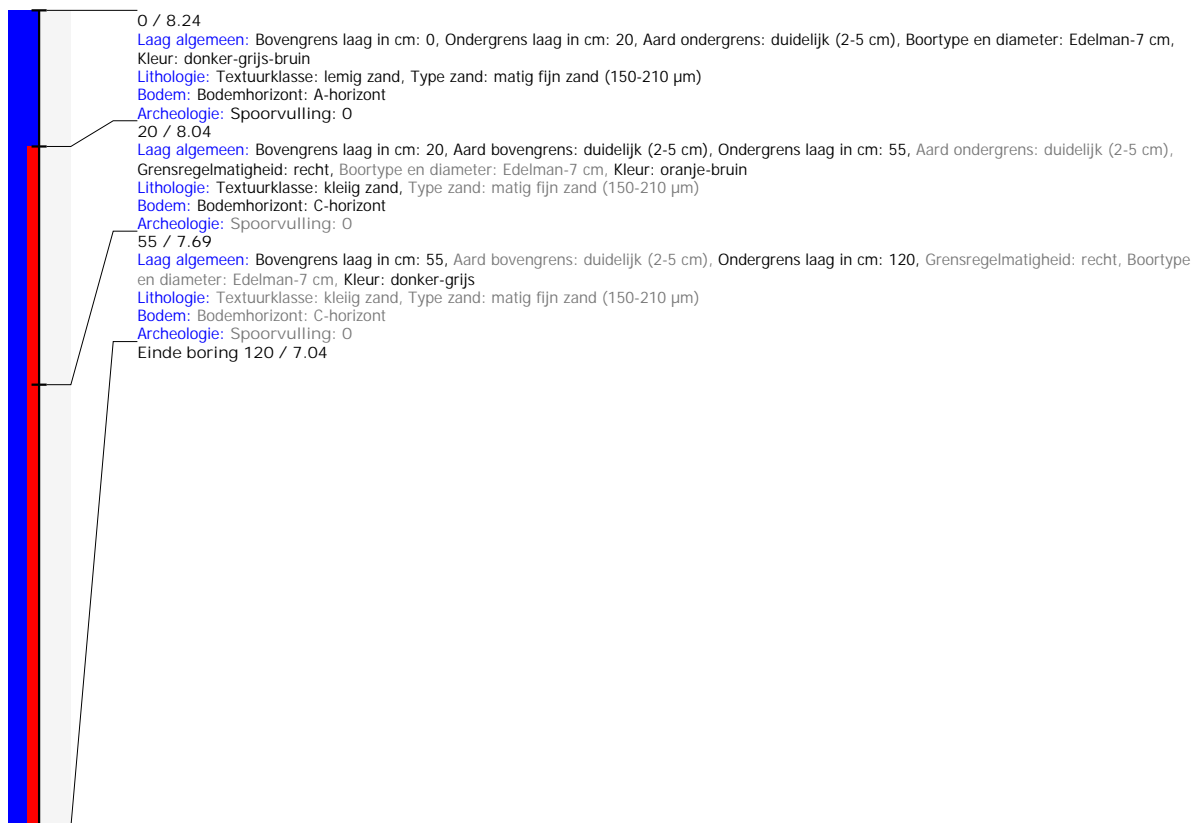 0 / 8.24
Laag algemeen: Bovengrens laag in cm: 0, Ondergrens laag in cm: 20, Aard ondergrens: duidelijk (2-5 cm), Boortype en diameter: Edelman-7 cm,
Kleur: donker-grijs-bruin
Lithologie: Textuurklasse: lemig zand, Type zand: matig fijn zand (150-210 µm)
Bodem: Bodemhorizont: A-horizont
Archeologie: Spoorvulling: 0
20 / 8.04
Laag algemeen: Bovengrens laag in cm: 20, Aard bovengrens: duidelijk (2-5 cm), Ondergrens laag in cm: 55, Aard ondergrens: duidelijk (2-5 cm),
Grensregelmatigheid: recht, Boortype en diameter: Edelman-7 cm, Kleur: oranje-bruin
Lithologie: Textuurklasse: kleiig zand, Type zand: matig fijn zand (150-210 µm)
Bodem: Bodemhorizont: C-horizont
Archeologie: Spoorvulling: 0
55 / 7.69
Laag algemeen: Bovengrens laag in cm: 55, Aard bovengrens: duidelijk (2-5 cm), Ondergrens laag in cm: 120, Grensregelmatigheid: recht, Boortype
en diameter: Edelman-7 cm, Kleur: donker-grijs
Lithologie: Textuurklasse: kleiig zand, Type zand: matig fijn zand (150-210 µm)
Bodem: Bodemhorizont: C-horizont
Archeologie: Spoorvulling: 0
Einde boring 120 / 7.04